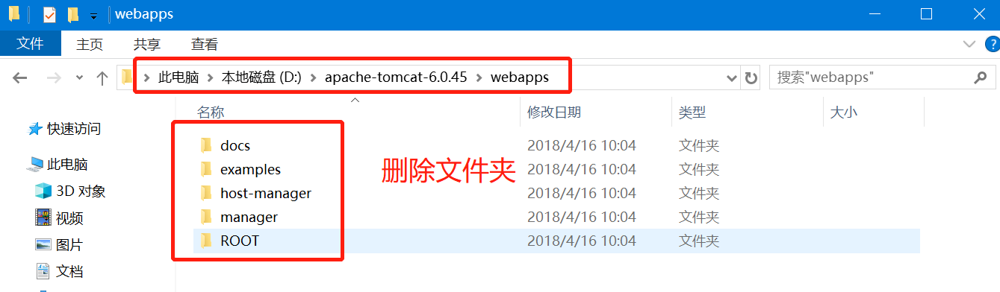 webapps
文件 主页 共享 查看
此电脑 本地磁盘 (D:) apache-tomcat-6.0.45 webapps 搜索"webapps"
名称 修改日期 类型 大小
快速访问
此电脑
3D 对象
视频
图片
文档
docs 2018/4/16 10:04 文件夹
examples 2018/4/16 10:04 文件夹
host-manager 2018/4/16 10:04 文件夹
manager 2018/4/16 10:04 文件夹
ROOT 2018/4/16 10:04 文件夹
删除文件夹